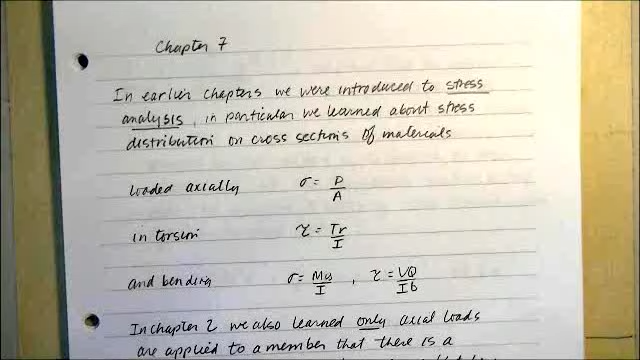 Chapter 7
In earlier chapters we were introduced to stress
analysis, in particular we learned about stress
distribution on cross sections of materials
loaded axially σ = P/A
in torsion τ = Tr/I
and bending σ = My/I , τ = VQ/Ib
In chapter 2 we also learned only axial loads
are applied to a member that there is a